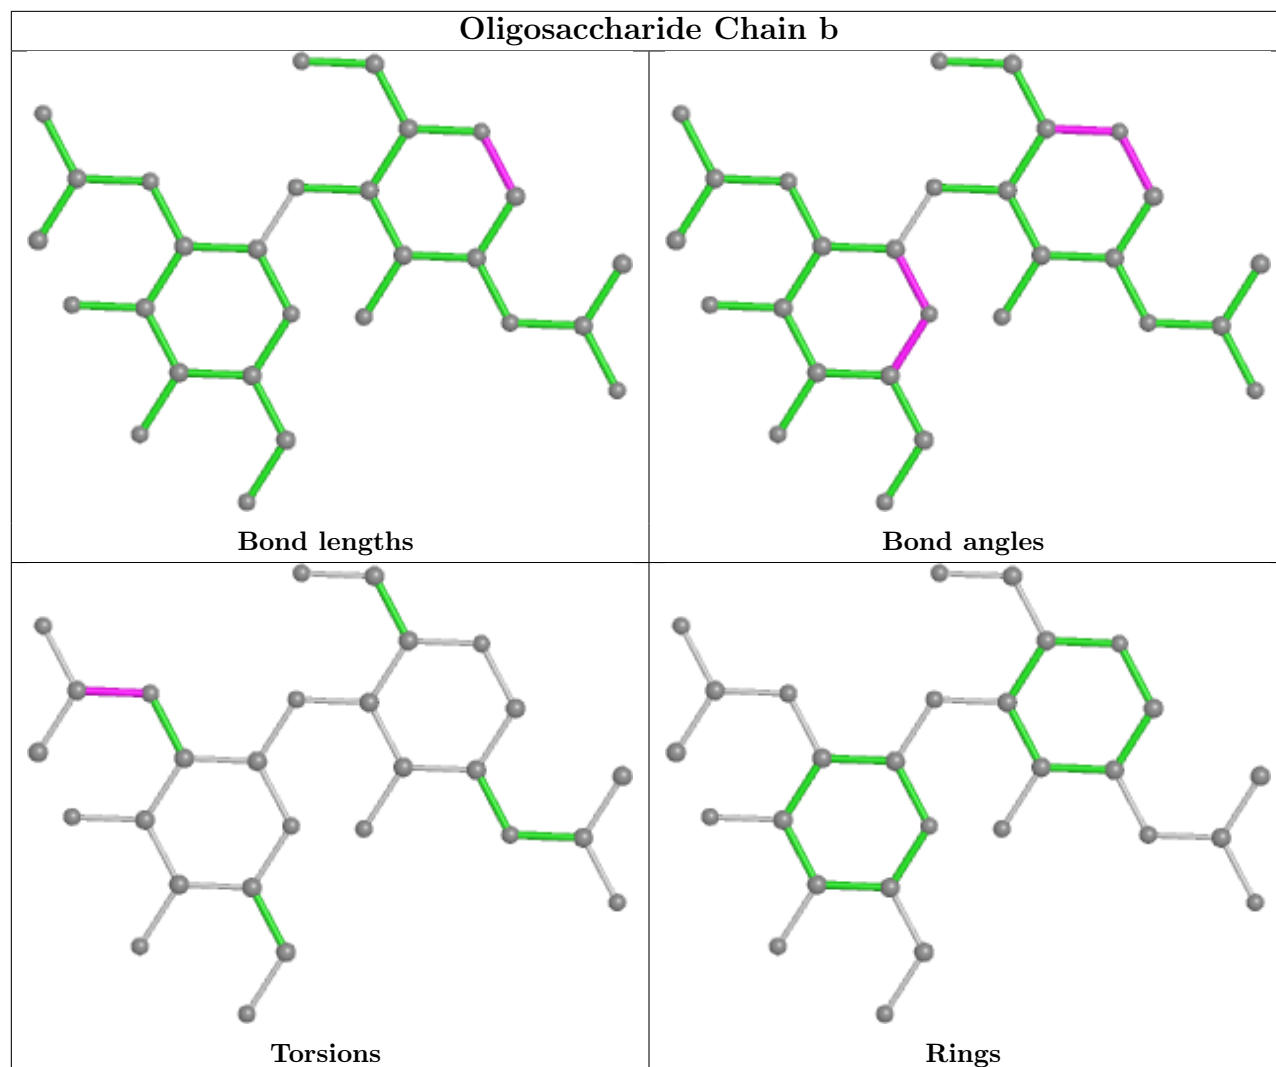 Oligosaccharide Chain b
Bond lengths
Bond angles
Torsions
Rings